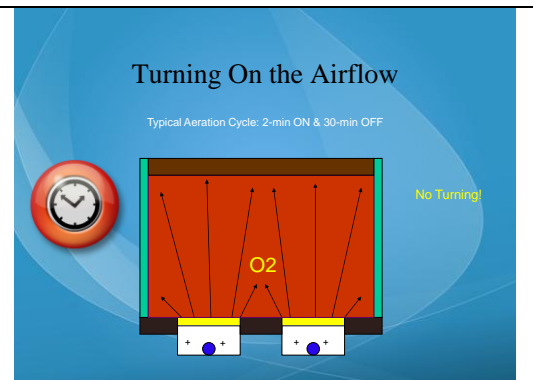 Turning On the Airflow
Typical Aeration Cycle: 2-min ON & 30-min OFF
No Turning!
O2
+ + + +